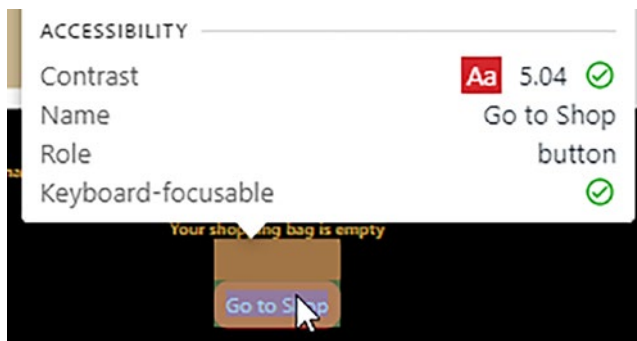 ACCESSIBILITY
Contrast Aa 5.04
Name Go to Shop
Role button
Keyboard-focusable
Your shopping bag is empty
Go to Shop